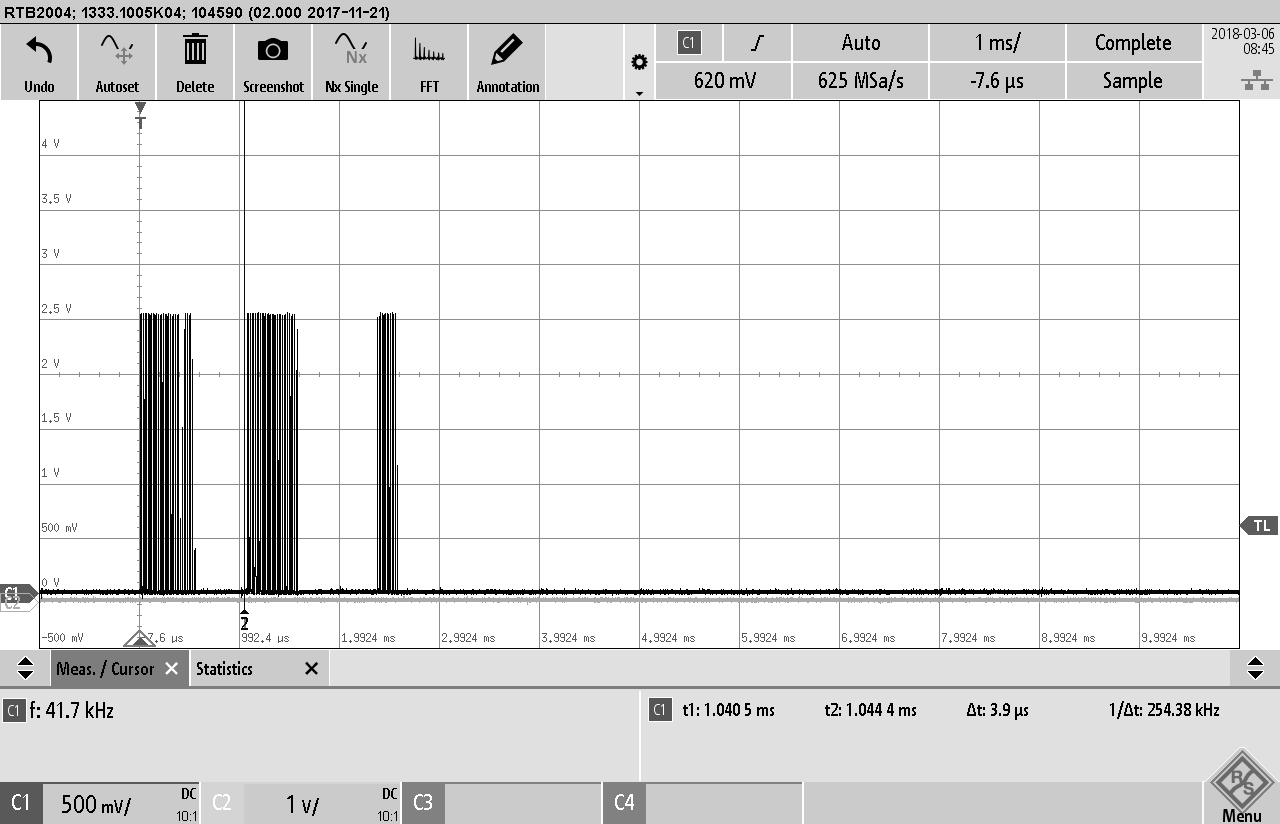 RTB2004; 1333.1005K04; 104590 (02.000 2017-11-21)
Undo
Autoset
Delete
Screenshot
Nx
Nx Single
FFT
Annotation
C1
Auto
1 ms/
Complete
2018-03-06
08:45
620 mV
625 MSa/s
-7.6 µs
Sample
T
4 V
3.5 V
3 V
2.5 V
2 V
1.5 V
1 V
500 mV
TL
0 V
C1
C2
2
-500 mV
7.6 µs
992.4 µs
1.9924 ms
2.9924 ms
3.9924 ms
4.9924 ms
5.9924 ms
6.9924 ms
7.9924 ms
8.9924 ms
9.9924 ms
Meas. / Cursor
Statistics
C1 f: 41.7 kHz
C1 t1: 1.040 5 ms t2: 1.044 4 ms Δt: 3.9 µs 1/Δt: 254.38 kHz
C1 500 mV/ DC 10:1
C2 1 V/ DC 10:1
C3
C4
R S
Menu